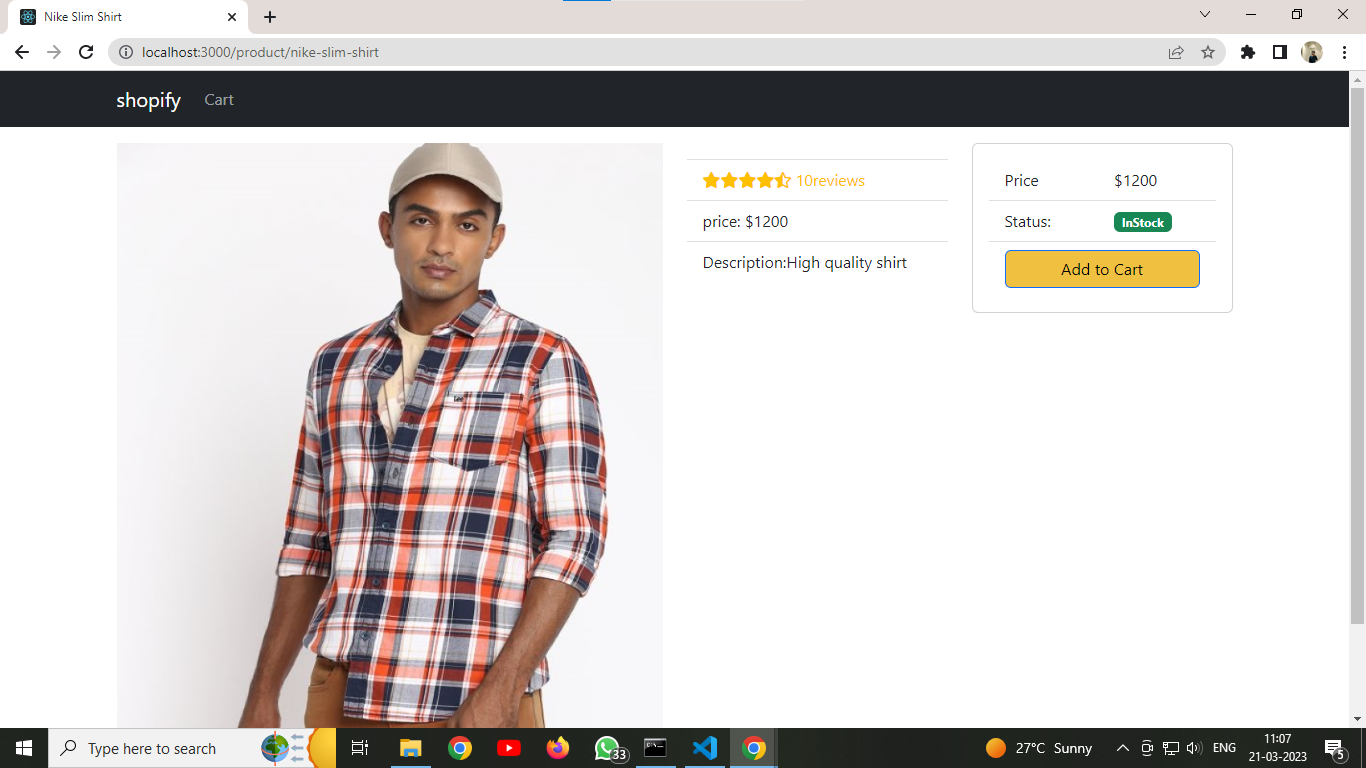 Nike Slim Shirt
localhost:3000/product/nike-slim-shirt
shopify Cart
10reviews
price: $1200
Description:High quality shirt
Price $1200
Status: InStock
Add to Cart
Lee
Type here to search
33
27°C Sunny
ENG
11:07
21-03-2023
5